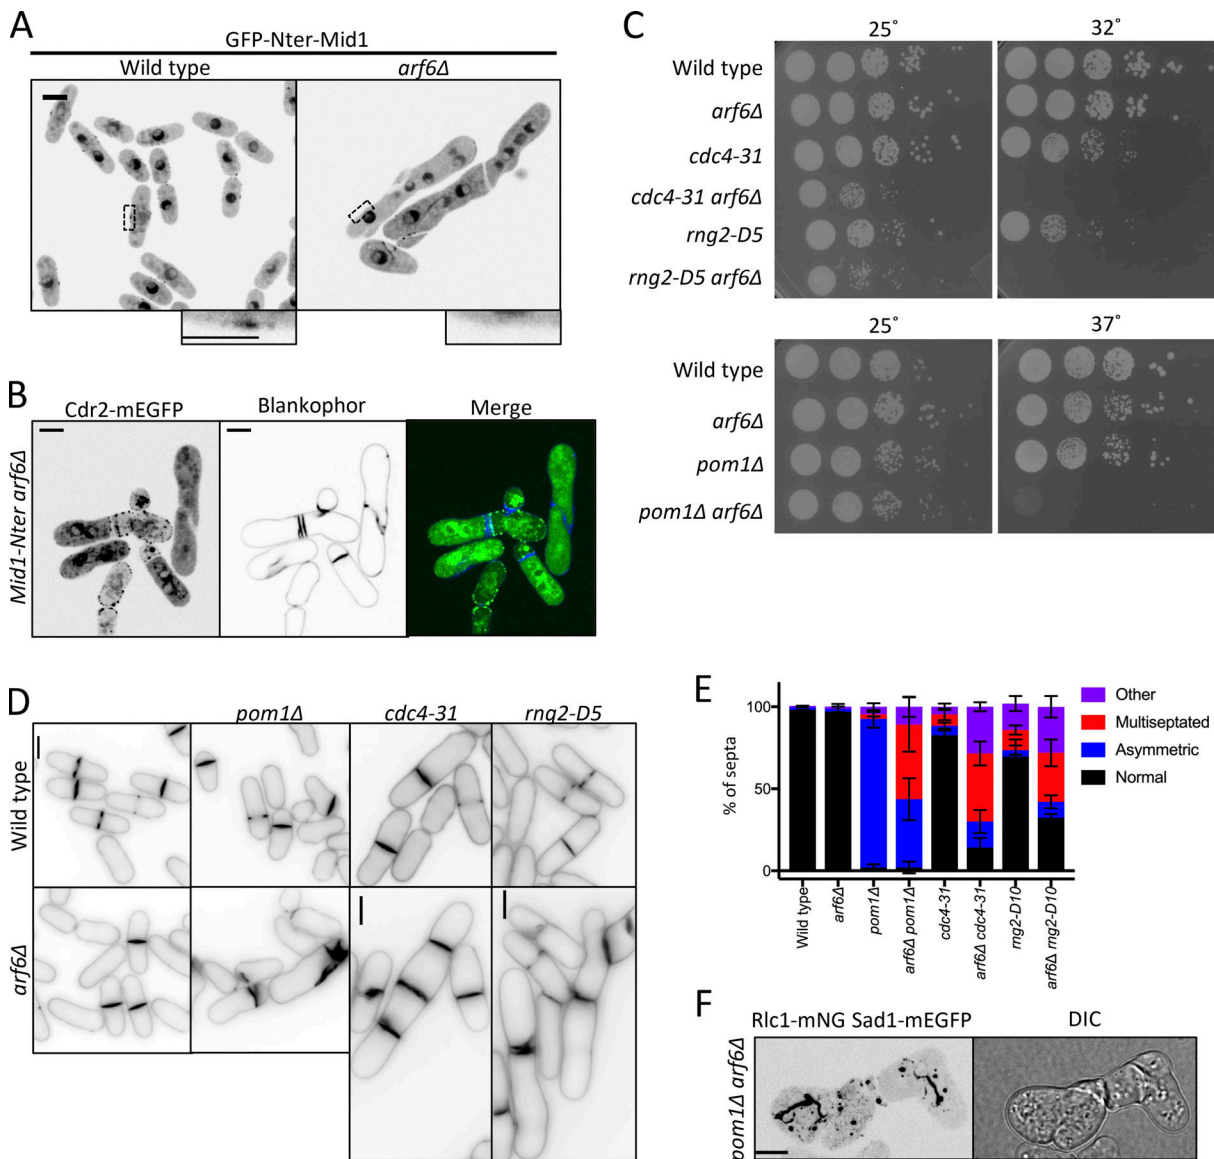 A
GFP-Nter-Mid1
Wild type
arf6Δ
B
Cdr2-mEGFP
Blankophor
Merge
Mid1-Nter arf6Δ
C
25°
32°
Wild type
arf6Δ
cdc4-31
cdc4-31 arf6Δ
rng2-D5
rng2-D5 arf6Δ
25°
37°
Wild type
arf6Δ
pom1Δ
pom1Δ arf6Δ
D
pom1Δ
cdc4-31
rng2-D5
Wild type
arf6Δ
E
% of septa
100
50
0
Wild type
arf6Δ
pom1Δ
arf6Δ pom1Δ
cdc4-31
arf6Δ cdc4-31
rng2-D10
arf6Δ rng2-D10
Other
Multiseptated
Asymmetric
Normal
F
Rlc1-mNG Sad1-mEGFP
DIC
pom1Δ arf6Δ